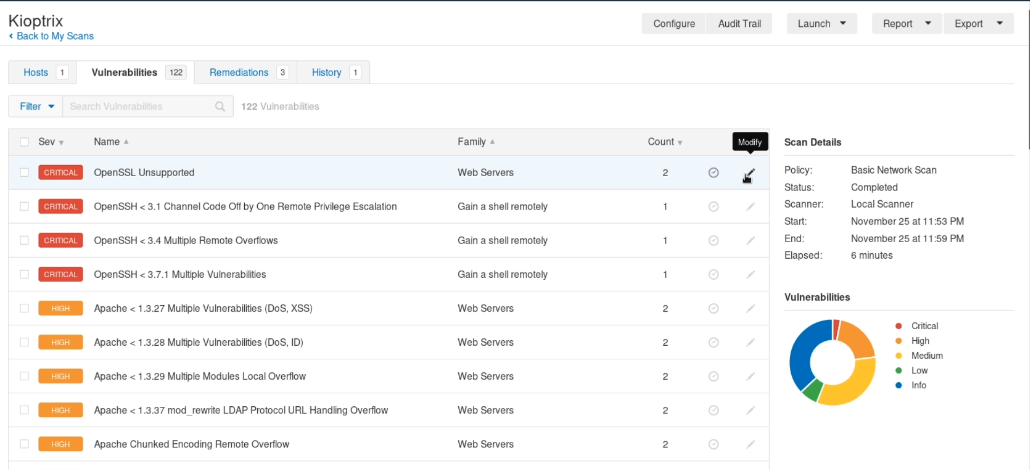 Kioptrix
Back to My Scans
Configure Audit Trail Launch Report Export
Hosts 1 Vulnerabilities 122 Remediations 3 History 1
Filter Search Vulnerabilities 122 Vulnerabilities
Sev Name Family Count
Modify
CRITICAL OpenSSL Unsupported Web Servers 2
CRITICAL OpenSSH < 3.1 Channel Code Off by One Remote Privilege Escalation Gain a shell remotely 1
CRITICAL OpenSSH < 3.4 Multiple Remote Overflows Gain a shell remotely 1
CRITICAL OpenSSH < 3.7.1 Multiple Vulnerabilities Gain a shell remotely 1
HIGH Apache < 1.3.27 Multiple Vulnerabilities (DoS, XSS) Web Servers 2
HIGH Apache < 1.3.28 Multiple Vulnerabilities (DoS, ID) Web Servers 2
HIGH Apache < 1.3.29 Multiple Modules Local Overflow Web Servers 2
HIGH Apache < 1.3.37 mod_rewrite LDAP Protocol URL Handling Overflow Web Servers 2
HIGH Apache Chunked Encoding Remote Overflow Web Servers 2
Scan Details
Policy: Basic Network Scan
Status: Completed
Scanner: Local Scanner
Start: November 25 at 11:53 PM
End: November 25 at 11:59 PM
Elapsed: 6 minutes
Vulnerabilities
Critical
High
Medium
Low
Info